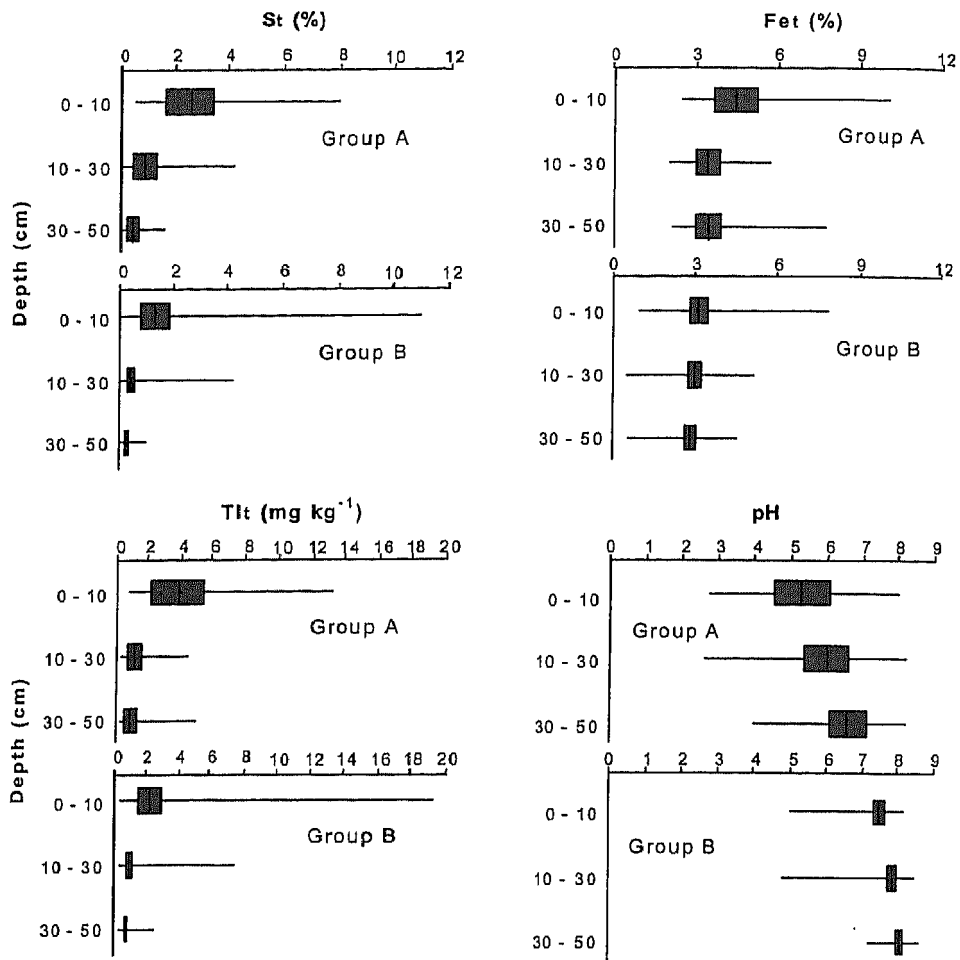 St (%)
0 2 4 6 8 10 12
0 - 10
Group A
10 - 30
30 - 50
0 2 4 6 8 10 12
0 - 10
Group B
10 - 30
30 - 50
Depth (cm)
Fet (%)
0 3 6 9 12
0 - 10
Group A
10 - 30
30 - 50
0 3 6 9 12
0 - 10
Group B
10 - 30
30 - 50
Tlt (mg kg-1)
0 2 4 6 8 10 12 14 16 18 20
0 - 10
Group A
10 - 30
30 - 50
0 2 4 6 8 10 12 14 16 18 20
0 - 10
Group B
10 - 30
30 - 50
Depth (cm)
pH
0 1 2 3 4 5 6 7 8 9
0 - 10
Group A
10 - 30
30 - 50
0 1 2 3 4 5 6 7 8 9
0 - 10
Group B
10 - 30
30 - 50